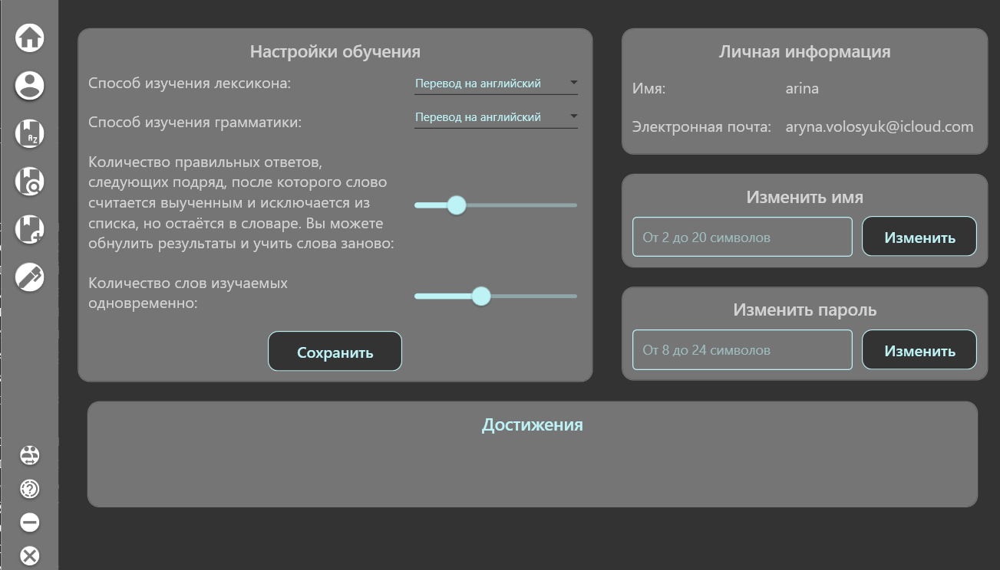 Настройки обучения
Способ изучения лексикона:
Перевод на английский
Способ изучения грамматики:
Перевод на английский
Количество правильных ответов,
следующих подряд, после которого слово
считается выученным и исключается из
списка, но остаётся в словаре. Вы можете
обнулить результаты и учить слова заново:
Количество слов изучаемых
одновременно:
Сохранить
Личная информация
Имя:
arina
Электронная почта:
aryna.volosyuk@icloud.com
Изменить имя
От 2 до 20 символов
Изменить
Изменить пароль
От 8 до 24 символов
Изменить
Достижения
AZ
?